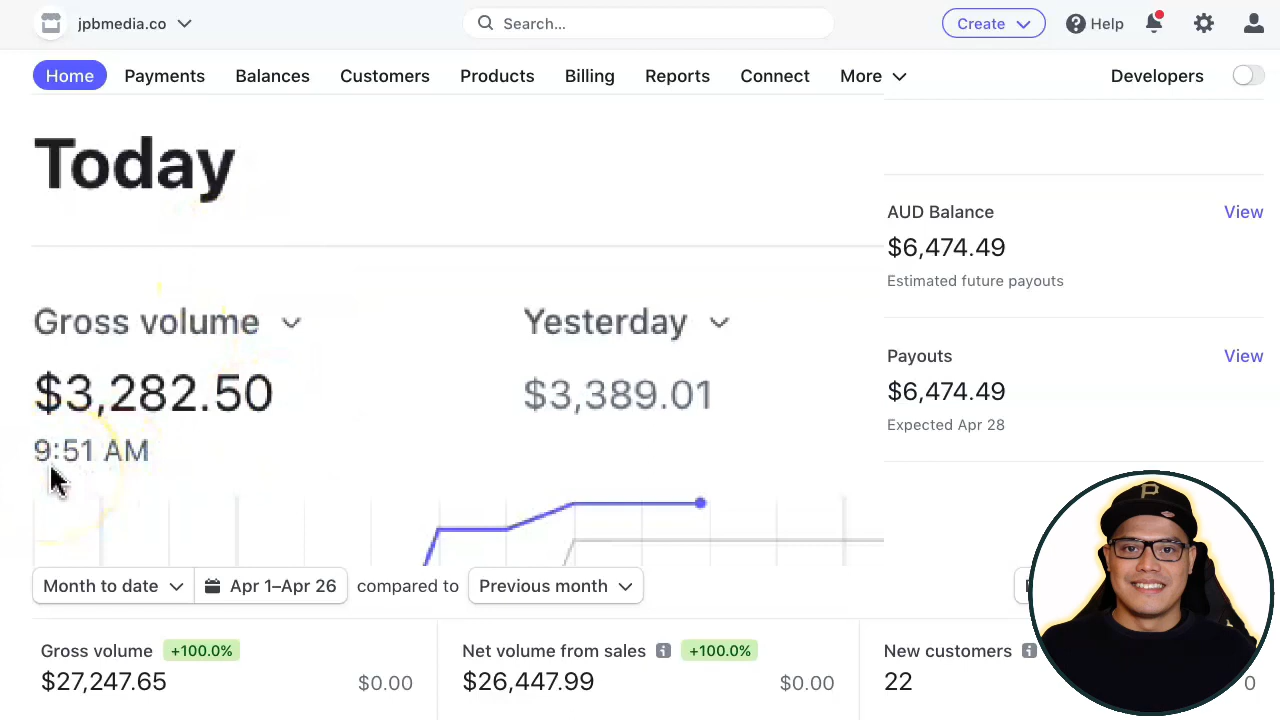 jpbmedia.co
Search...
Create
Help
Home
Payments
Balances
Customers
Products
Billing
Reports
Connect
More
Developers
Today
AUD Balance
View
$6,474.49
Estimated future payouts
Gross volume
Yesterday
$3,282.50
$3,389.01
9:51 AM
Payouts
View
$6,474.49
Expected Apr 28
Month to date
Apr 1–Apr 26
compared to
Previous month
Gross volume +100.0%
$27,247.65
$0.00
Net volume from sales +100.0%
$26,447.99
$0.00
New customers
22
0
P